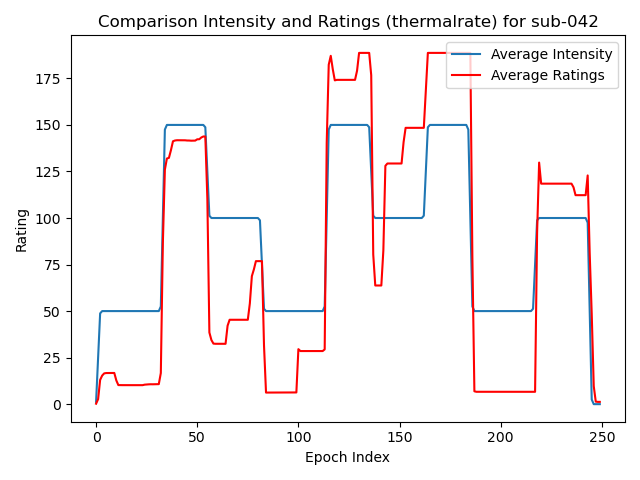 Comparison Intensity and Ratings (thermalrate) for sub-042
Average Intensity
Average Ratings
Rating
175
150
125
100
75
50
25
0
0 50 100 150 200 250
Epoch Index